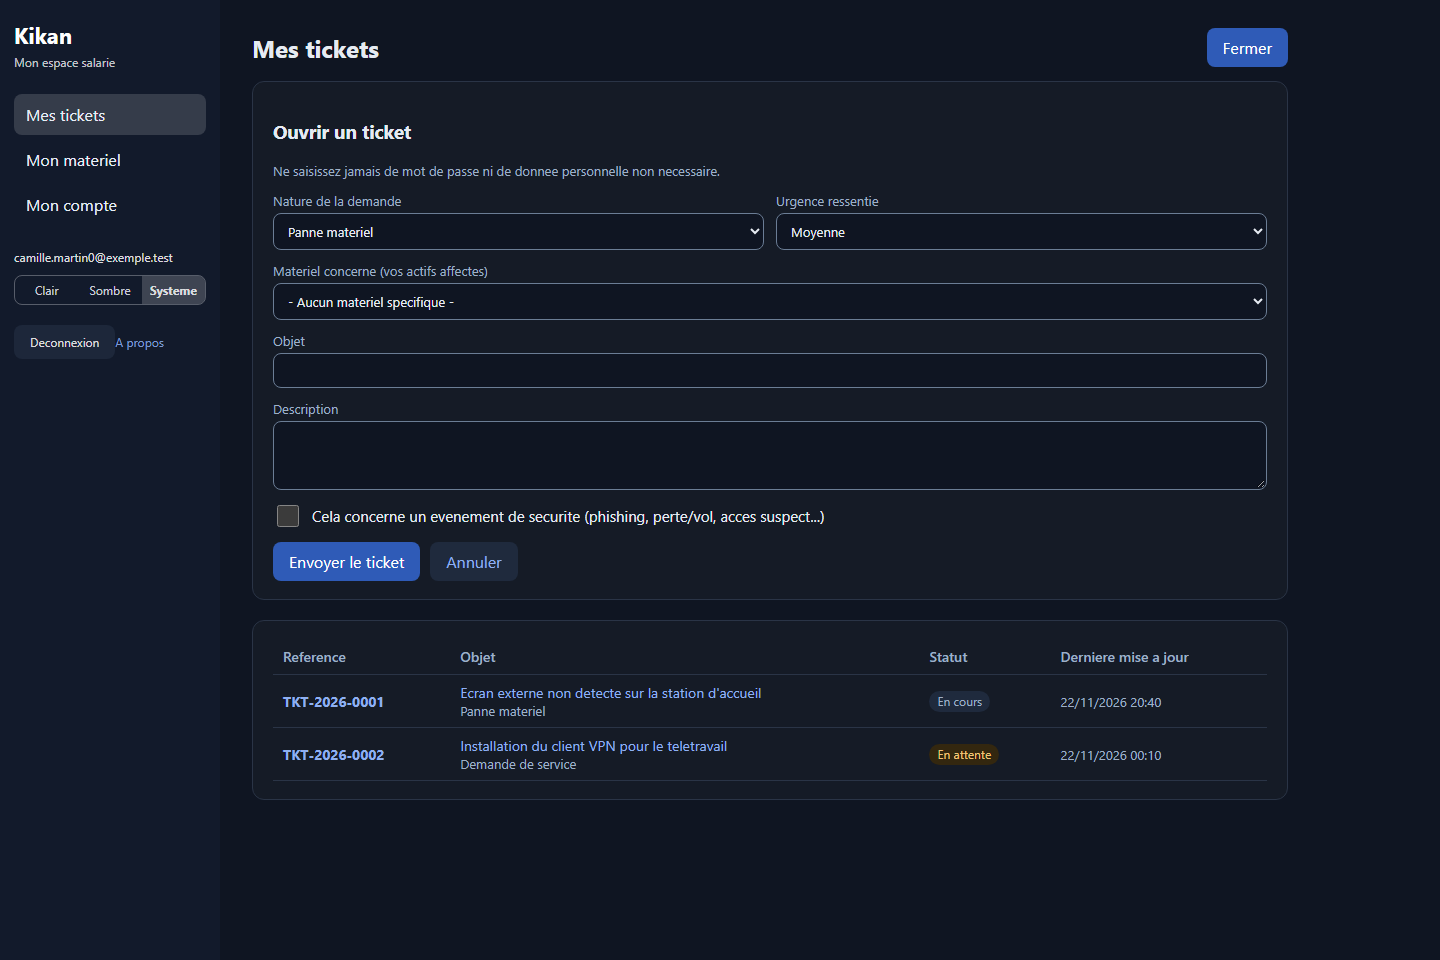 Kikan
Mon espace salarie
Mes tickets
Mon materiel
Mon compte
camille.martin0@exemple.test
Clair Sombre Systeme
Deconnexion A propos
Mes tickets
Fermer
Ouvrir un ticket
Ne saisissez jamais de mot de passe ni de donnee personnelle non necessaire.
Nature de la demande Urgence ressentie
Panne materiel Moyenne
Materiel concerne (vos actifs affectes)
- Aucun materiel specifique -
Objet
Description
Cela concerne un evenement de securite (phishing, perte/vol, acces suspect...)
Envoyer le ticket Annuler
Reference Objet Statut Derniere mise a jour
TKT-2026-0001 Ecran externe non detecte sur la station d'accueil En cours 22/11/2026 20:40
Panne materiel
TKT-2026-0002 Installation du client VPN pour le teletravail En attente 22/11/2026 00:10
Demande de service